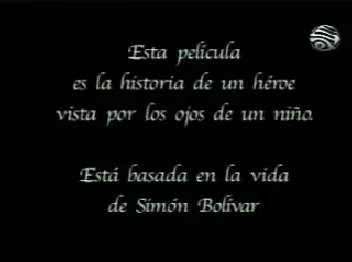 Esta película
es la historia de un héroe
vista por los ojos de un niño.
Está basada en la vida
de Simón Bolívar